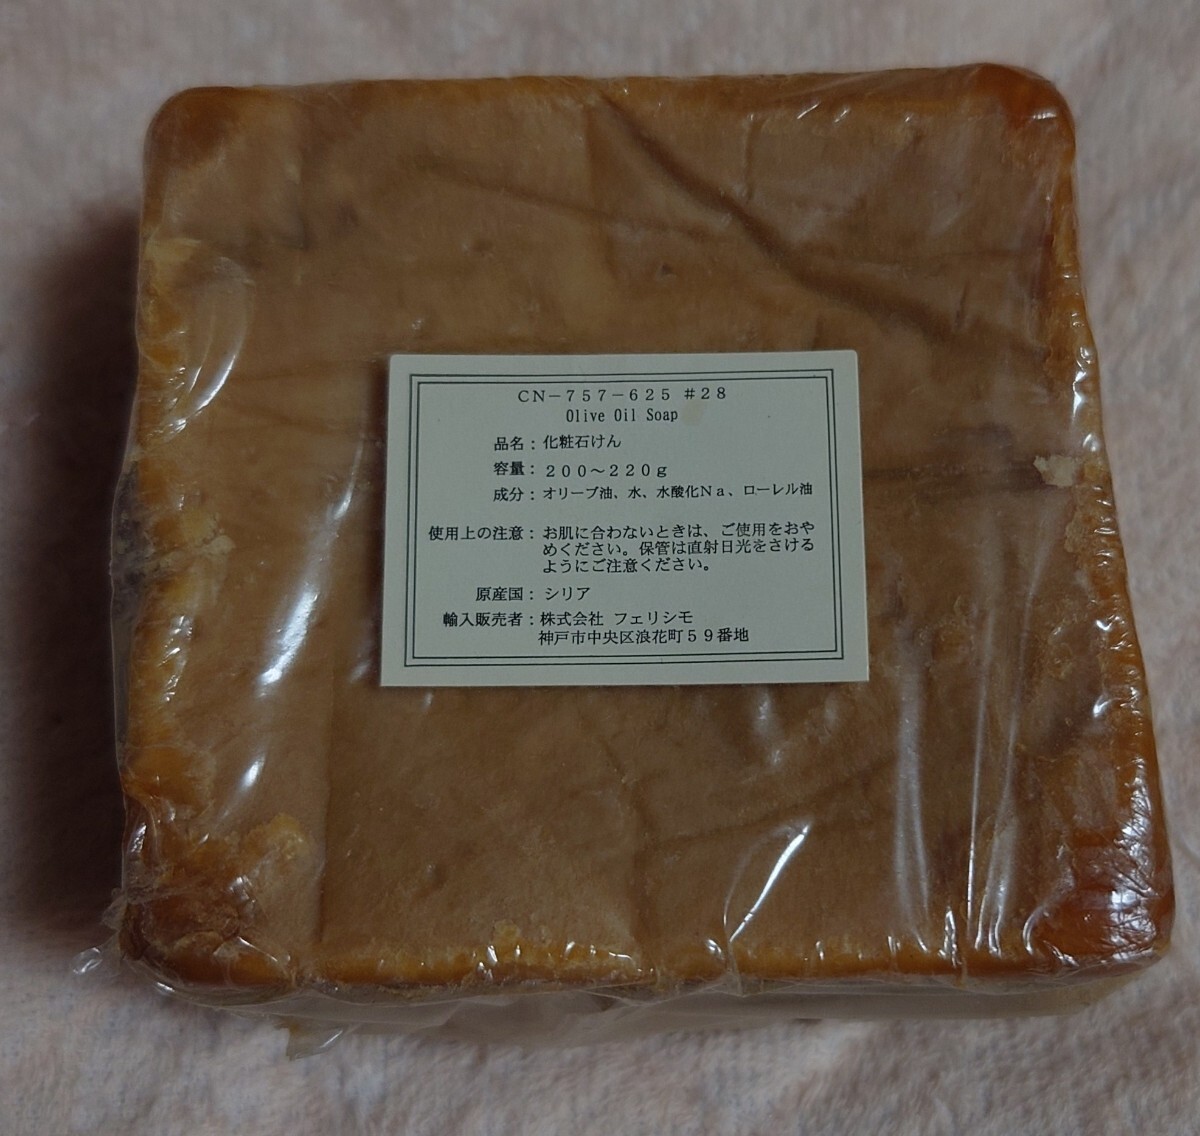 ＣＮ－７５７－６２５ ＃２８
Olive Oil Soap
品名：化粧石けん
容量：２００～２２０ｇ
成分：オリーブ油、水、水酸化Ｎａ、ローレル油
使用上の注意：お肌に合わないときは、ご使用をおや
めください。保管は直射日光をさける
ようにご注意ください。
原産国：シリア
輸入販売者：株式会社 フェリシモ
神戸市中央区浪花町５９番地